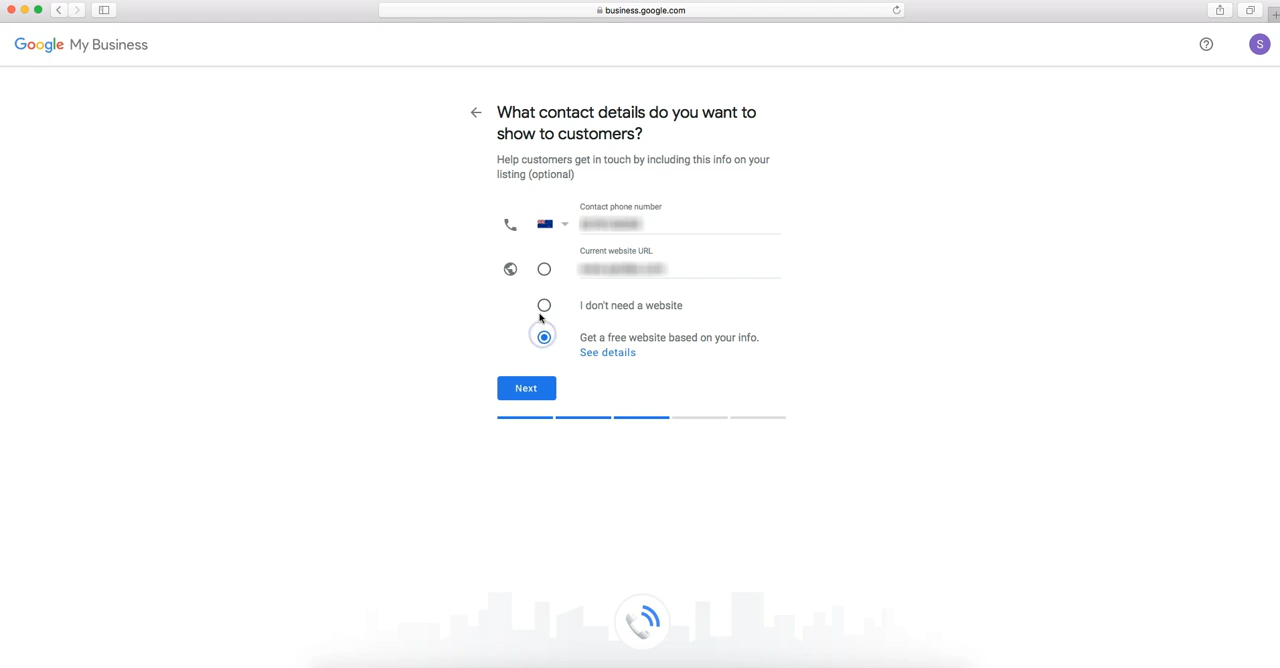 business.google.com
Google My Business
S
What contact details do you want to
show to customers?
Help customers get in touch by including this info on your
listing (optional)
Contact phone number
Current website URL
I don't need a website
Get a free website based on your info.
See details
Next